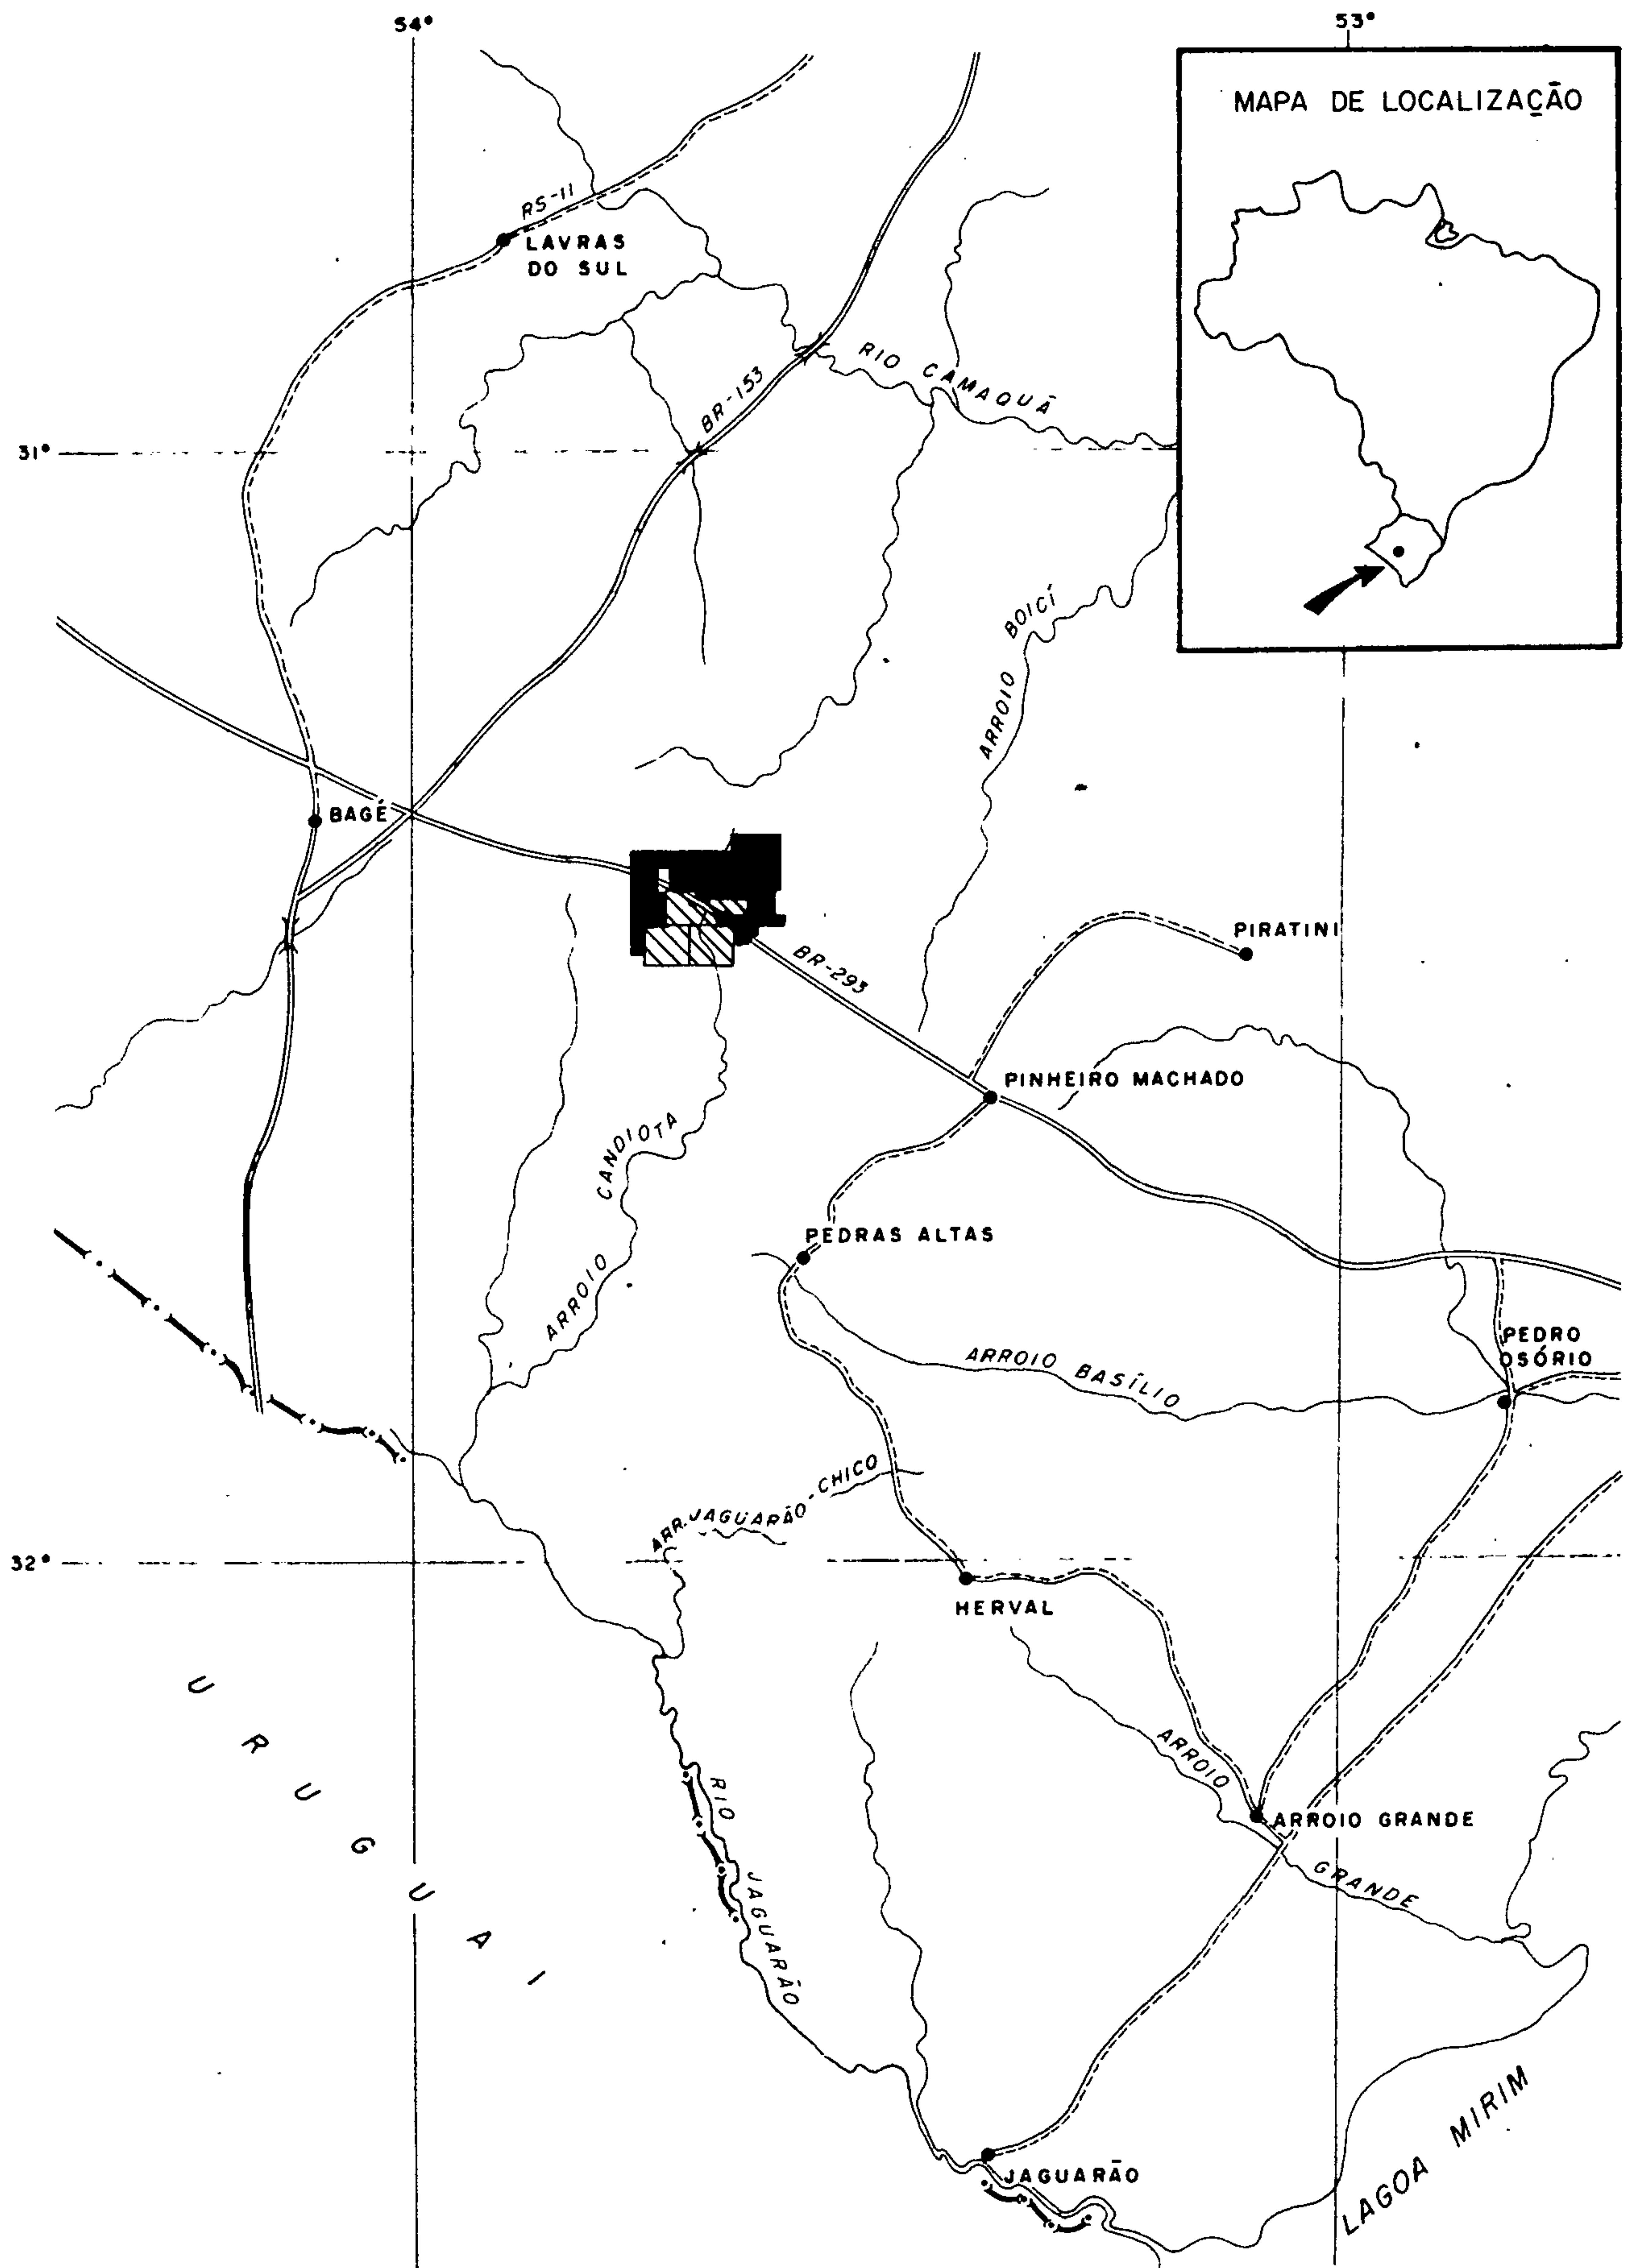 54°
53°
MAPA DE LOCALIZAÇÃO
RS-11
LAVRAS
DO SUL
RIO CAMAQUÃ
BR-153
31°
ARROIO BOICÍ
BAGÉ
PIRATINI
BR-293
PINHEIRO MACHADO
ARROIO CANDIOTA
PEDRAS ALTAS
PEDRO
OSÓRIO
ARROIO BASÍLIO
ARR. JAGUARÃO-CHICO
32°
HERVAL
URUGUAI
RIO JAGUARÃO
ARROIO GRANDE
ARROIO GRANDE
JAGUARÃO
LAGOA MIRIM